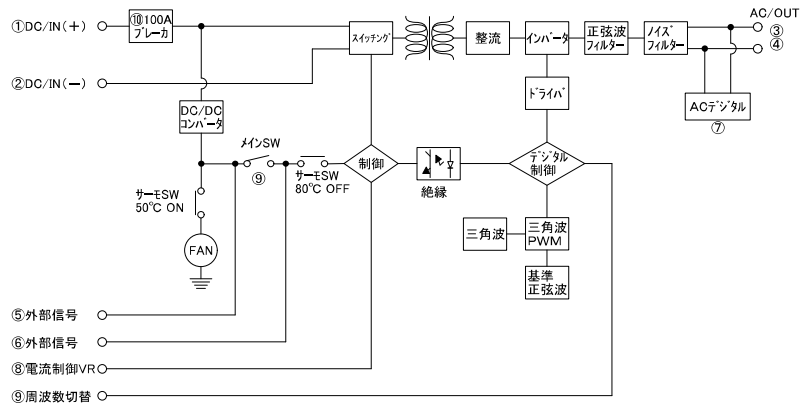 ①DC/IN(＋)
⑩100A
ブレーカ
スイッチング
整流
インバータ
正弦波
フィルター
ノイズ
フィルター
AC/OUT
③
④
②DC/IN(－)
DC/DC
コンバータ
ドライバ
ACデジタル
⑦
メインSW
⑨
サーモSW
80℃ OFF
制御
絶縁
デジタル
制御
サーモSW
50℃ ON
FAN
三角波
三角波
PWM
基準
正弦波
⑤外部信号
⑥外部信号
⑧電流制御VR
⑨周波数切替